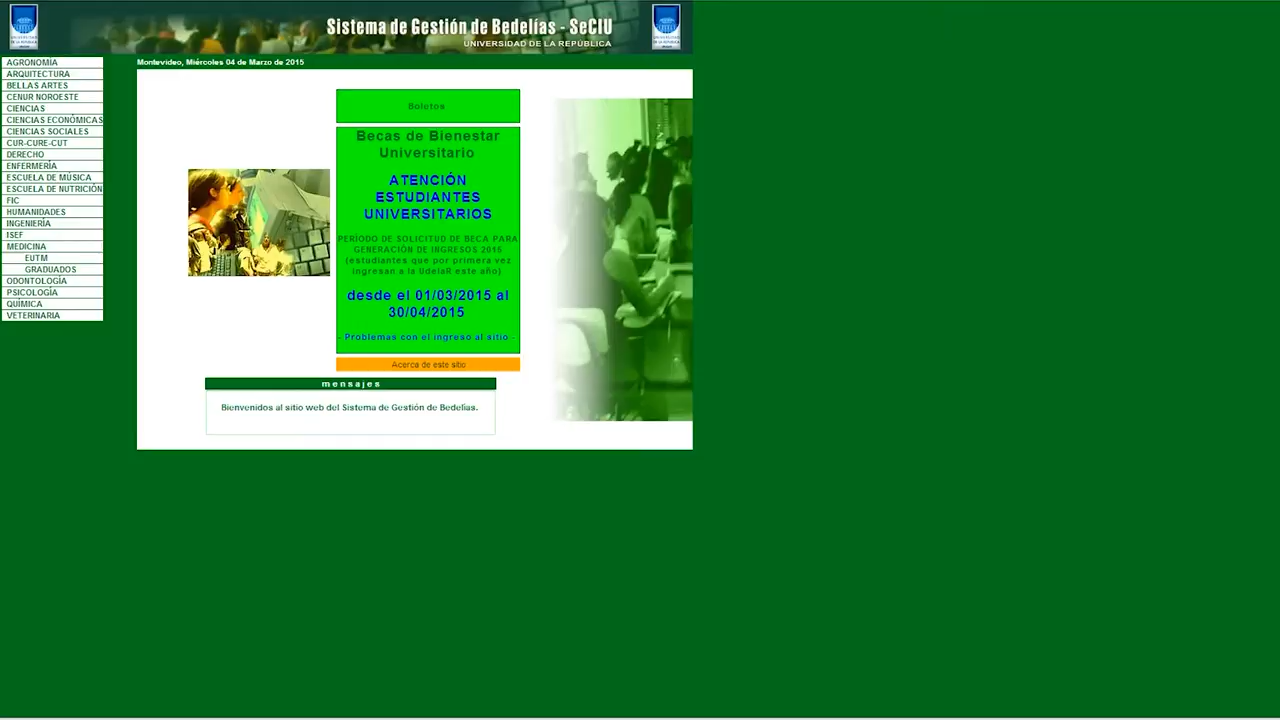 Sistema de Gestión de Bedelías - SeCIU
UNIVERSIDAD DE LA REPÚBLICA
Montevideo, Miércoles 04 de Marzo de 2015
AGRONOMÍA
ARQUITECTURA
BELLAS ARTES
CENUR NOROESTE
CIENCIAS
CIENCIAS ECONÓMICAS
CIENCIAS SOCIALES
CUR-CURE-CUT
DERECHO
ENFERMERÍA
ESCUELA DE MÚSICA
ESCUELA DE NUTRICIÓN
FIC
HUMANIDADES
INGENIERÍA
ISEF
MEDICINA
EUTM
GRADUADOS
ODONTOLOGÍA
PSICOLOGÍA
QUÍMICA
VETERINARIA
Boletos
Becas de Bienestar
Universitario
ATENCIÓN
ESTUDIANTES
UNIVERSITARIOS
PERÍODO DE SOLICITUD DE BECA PARA
GENERACIÓN DE INGRESOS 2015
(estudiantes que por primera vez
ingresan a la UdelaR este año)
desde el 01/03/2015 al
30/04/2015
- Problemas con el ingreso al sitio -
Acerca de este sitio
mensajes
Bienvenidos al sitio web del Sistema de Gestión de Bedelías.